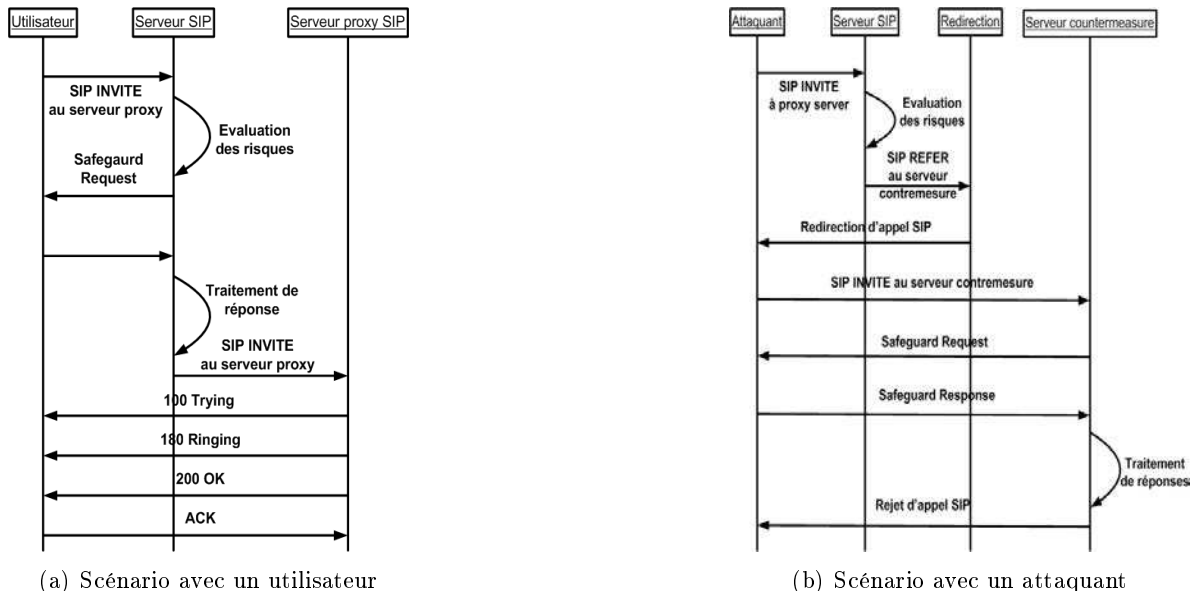 Utilisateur
Serveur SIP
Serveur proxy SIP
SIP INVITE
au serveur proxy
Evaluation
des risques
Safegaurd
Request
Traitement de
réponse
SIP INVITE
au serveur proxy
100 Trying
180 Ringing
200 OK
ACK
(a) Scénario avec un utilisateur
Attaquant
Serveur SIP
Redirection
Serveur countermeasure
SIP INVITE
à proxy server
Evaluation
des risques
SIP REFER
au serveur
contremesure
Redirection d'appel SIP
SIP INVITE au serveur contremesure
Safeguard Request
Safeguard Response
Traitement
de réponses
Rejet d'appel SIP
(b) Scénario avec un attaquant